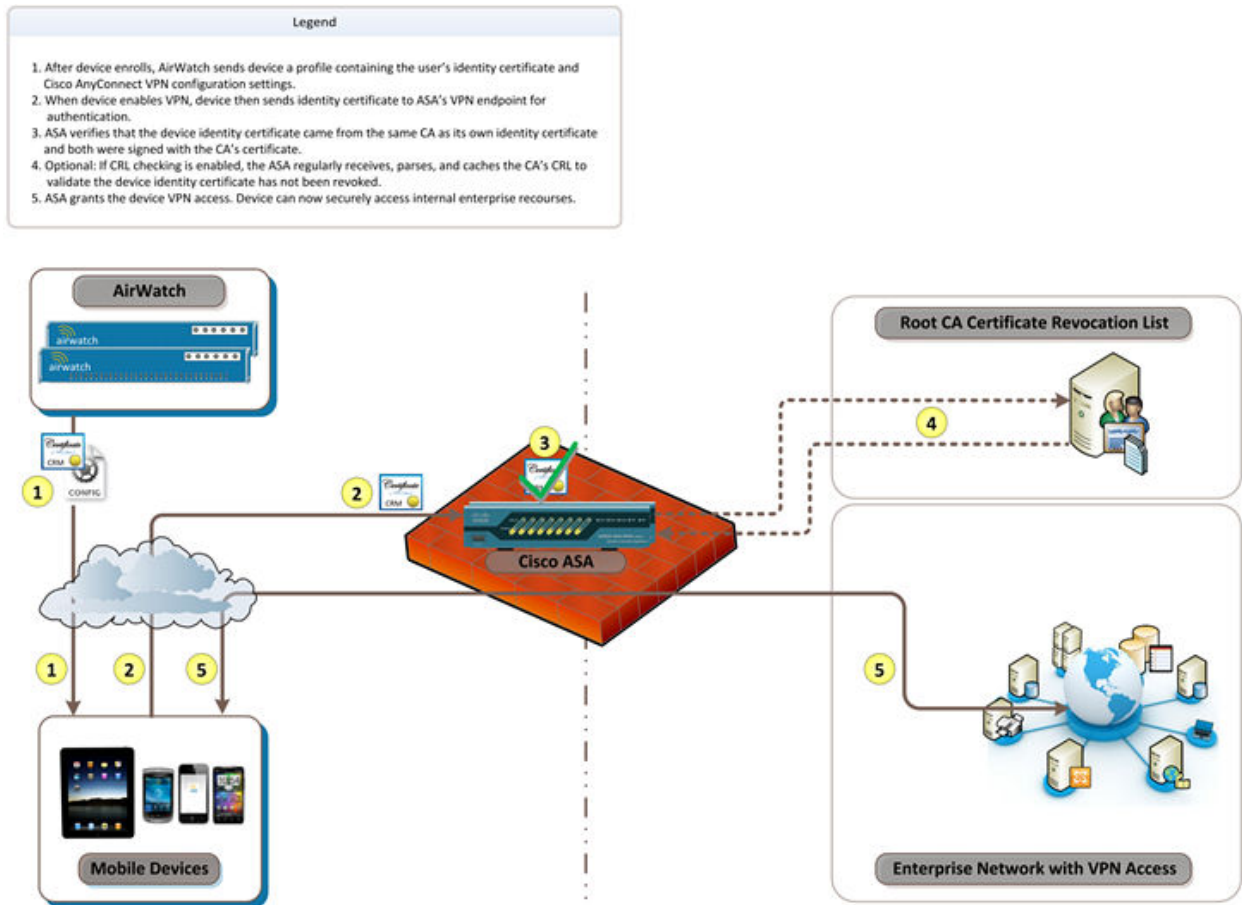 Legend
1. After device enrolls, AirWatch sends device a profile containing the user's identity certificate and
Cisco AnyConnect VPN configuration settings.
2. When device enables VPN, device then sends identity certificate to ASA's VPN endpoint for
authentication.
3. ASA verifies that the device identity certificate came from the same CA as its own identity certificate
and both were signed with the CA's certificate.
4. Optional: If CRL checking is enabled, the ASA regularly receives, parses, and caches the CA's CRL to
validate the device identity certificate has not been revoked.
5. ASA grants the device VPN access. Device can now securely access internal enterprise recourses.
AirWatch
airwatch
airwatch
Root CA Certificate Revocation List
4
3
Certificate
Certificate
CRM
1
CONFIG
2
Certificate
CRM
Cisco ASA
1
2
5
5
Mobile Devices
Enterprise Network with VPN Access